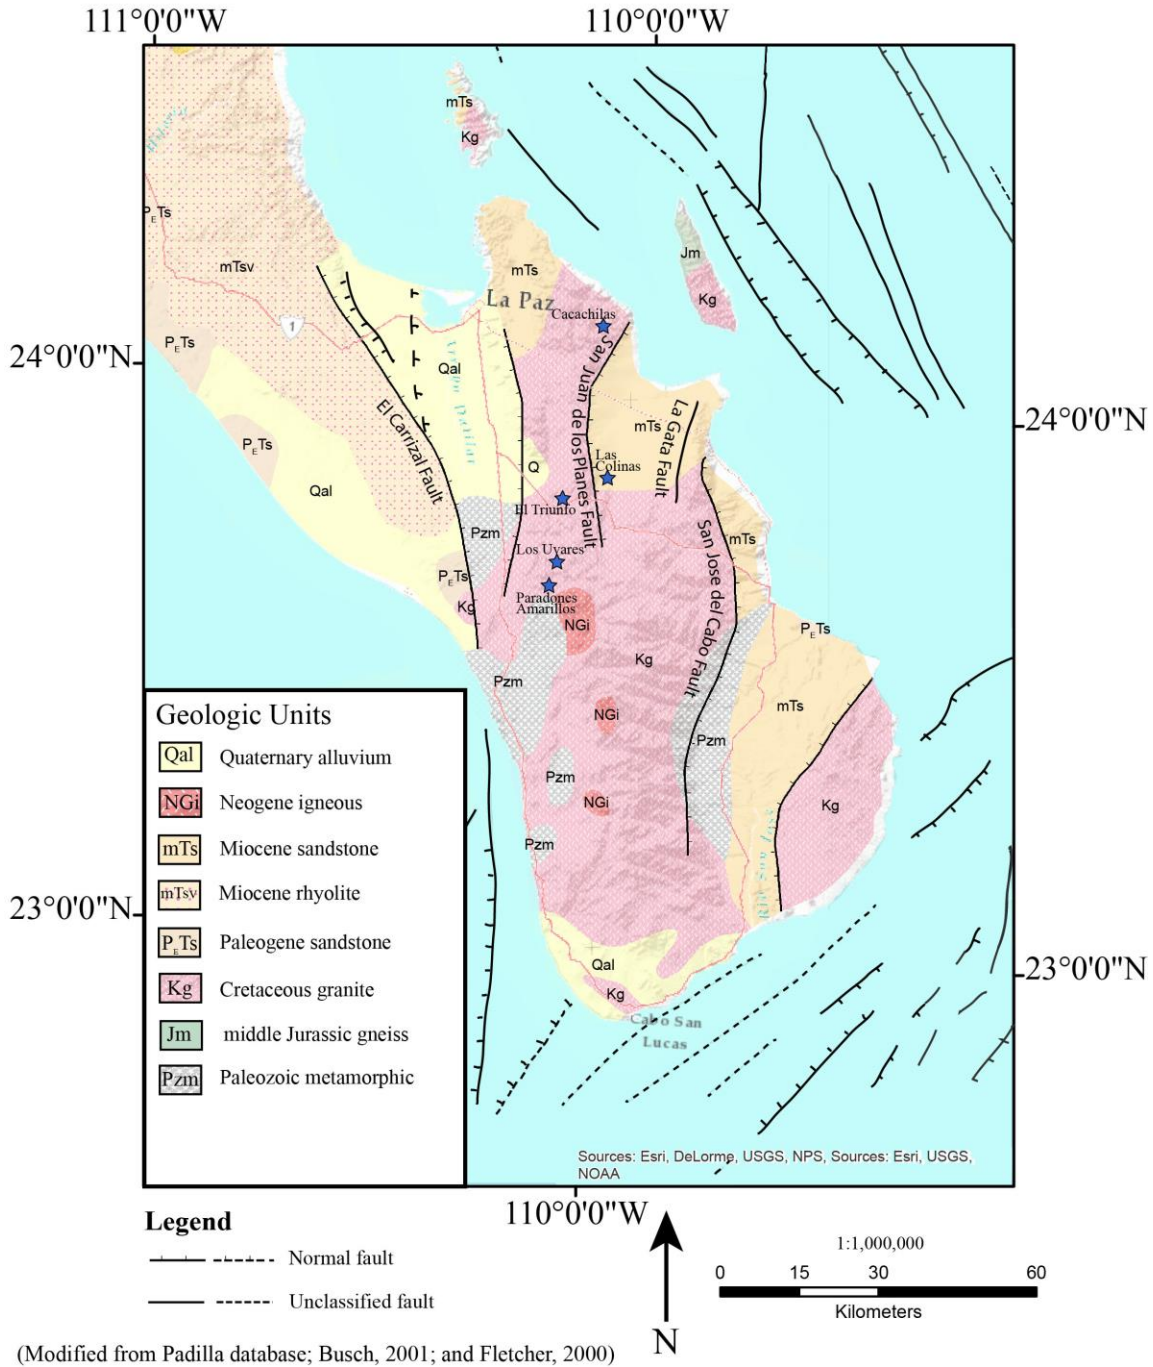 111°0'0"W
110°0'0"W
mTs
Kg
PETs
mTsv
Jm
Kg
mTs
La Paz
Cacachilas
1
PETs
24°0'0"N
Qal
San Juan de los Planes Fault
El Carrizal Fault
La Gata Fault
mTs
24°0'0"N
PETs
Q
Las
Colinas
Qal
El Triunfo
Pzm
San Jose del Cabo Fault
mTs
Los Uvares
PETs
Kg
Paradones
Amarillos
NGi
PETs
Kg
Pzm
mTs
NGi
Pzm
Pzm
NGi
Kg
Pzm
23°0'0"N
Qal
23°0'0"N
Kg
Cabo San
Lucas
Geologic Units
Qal Quaternary alluvium
NGi Neogene igneous
mTs Miocene sandstone
mTsv Miocene rhyolite
PETs Paleogene sandstone
Kg Cretaceous granite
Jm middle Jurassic gneiss
Pzm Paleozoic metamorphic
Sources: Esri, DeLorme, USGS, NPS, Sources: Esri, USGS,
NOAA
110°0'0"W
Legend
Normal fault
Unclassified fault
N
1:1,000,000
0 15 30 60
Kilometers
(Modified from Padilla database; Busch, 2001; and Fletcher, 2000)